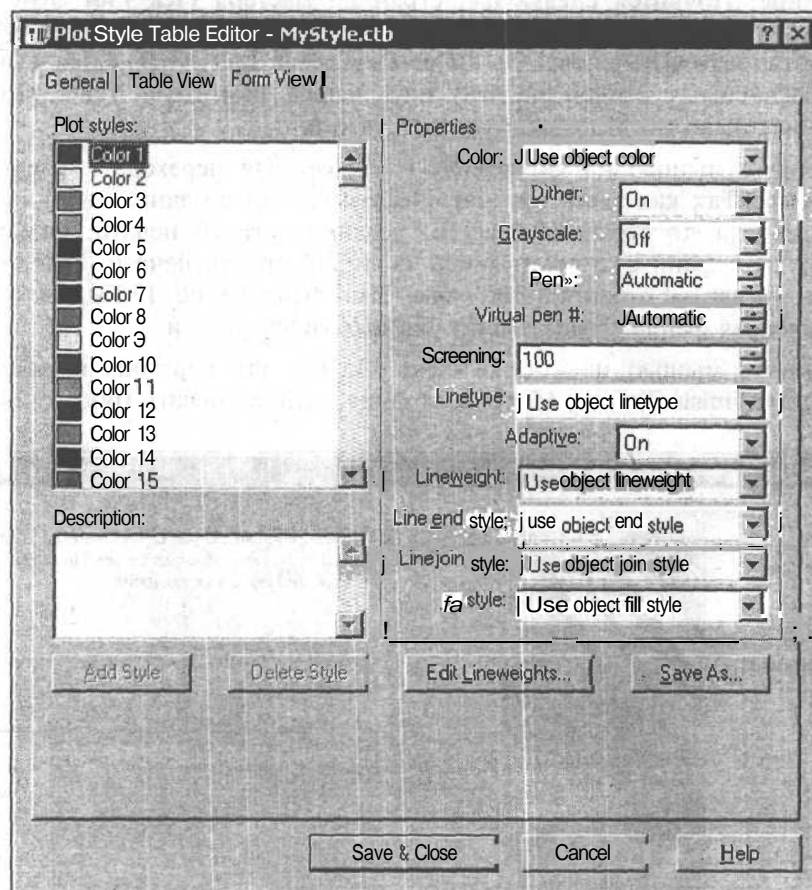 Plot Style Table Editor - MyStyle.ctb
General Table View Form View
Plot styles:
Color 1
Color 2
Color 3
Color 4
Color 5
Color 6
Color 7
Color 8
Color Э
Color 10
Color 11
Color 12
Color 13
Color 14
Color 15
Description:
Add Style
Delete Style
Properties
Color: J Use object color
Dither: On
Grayscale: Off
Pen»: Automatic
Virtual pen #: JAutomatic
Screening: 100
Linetype: j Use object linetype
Adaptive: On
Lineweight: Use object lineweight
Line end style; j use object end style
Line join style: j Use object join style
fa style: | Use object fill style
Edit Lineweights...
Save As...
Save & Close
Cancel
Help